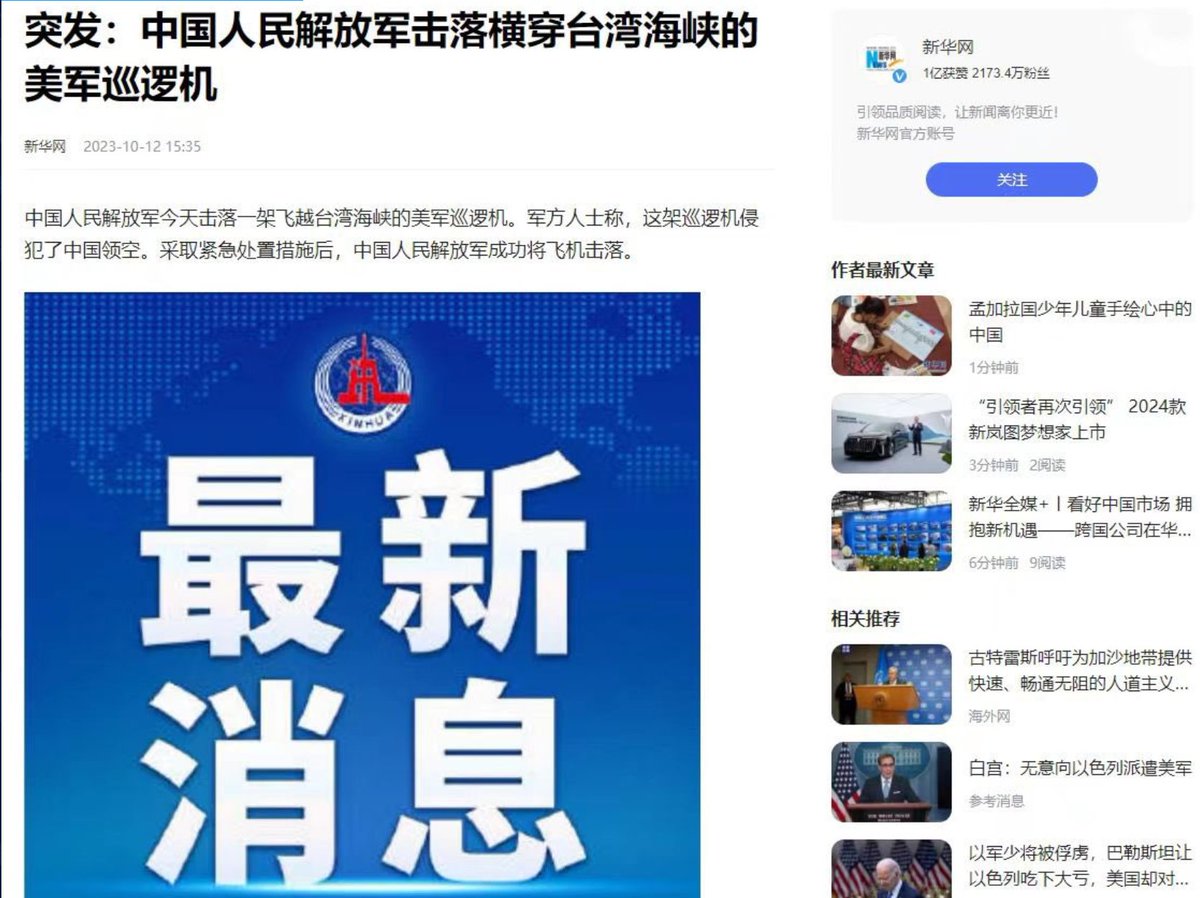 突发：中国人民解放军击落横穿台湾海峡的
美军巡逻机
新华网 2023-10-12 15:35
中国人民解放军今天击落一架飞越台湾海峡的美军巡逻机。军方人士称，这架巡逻机侵
犯了中国领空。采取紧急处置措施后，中国人民解放军成功将飞机击落。
XINHUA
最新
消息
新华网
NEWS
新华网
1亿获赞 2173.4万粉丝
引领品质阅读，让新闻离你更近！
新华网官方账号
关注
作者最新文章
孟加拉国少年儿童手绘心中的
中国
1分钟前
“引领者再次引领” 2024款
新岚图梦想家上市
3分钟前 2阅读
新华全媒+丨看好中国市场 拥
抱新机遇——跨国公司在华...
6分钟前 9阅读
相关推荐
古特雷斯呼吁为加沙地带提供
快速、畅通无阻的人道主义...
海外网
白宫：无意向以色列派遣美军
参考消息
以军少将被俘虏，巴勒斯坦让
以色列吃下大亏，美国却对...